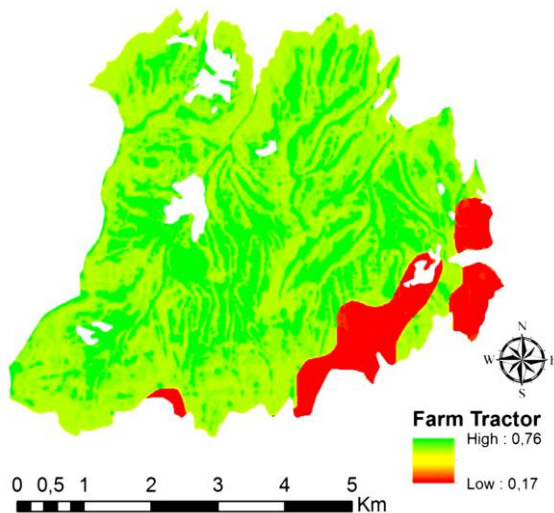 N
W E
S
Farm Tractor
High : 0,76
Low : 0,17
0 0,5 1 2 3 4 5
Km